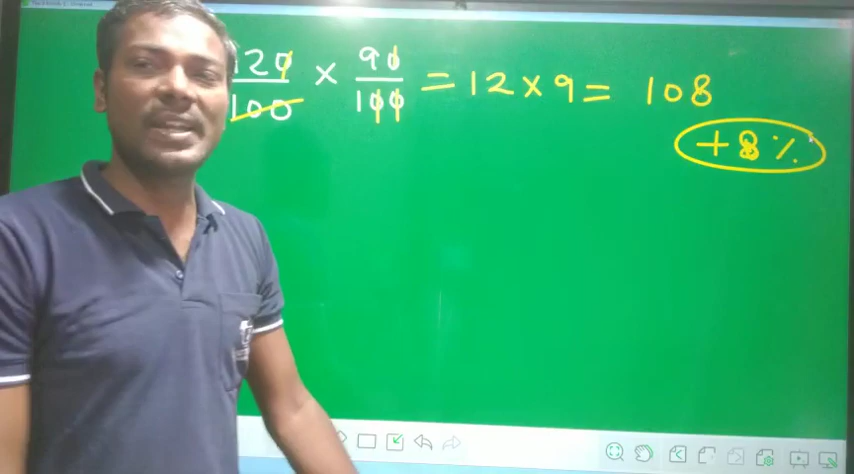 120/100 × 90/100 = 12 × 9 = 108
+8%